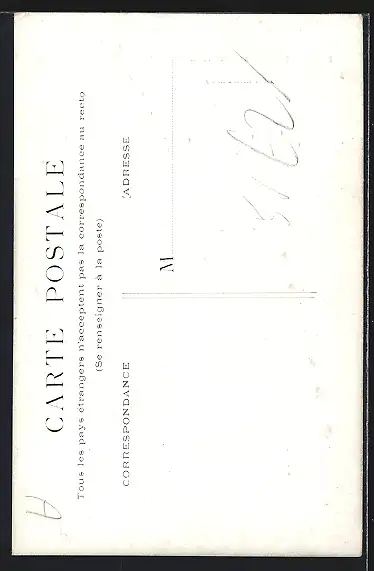 CARTE POSTALE
Tous les pays étrangers n'acceptent pas la correspondance au recto
(Se renseigner à la poste)
CORRESPONDANCE
ADRESSE
M
A